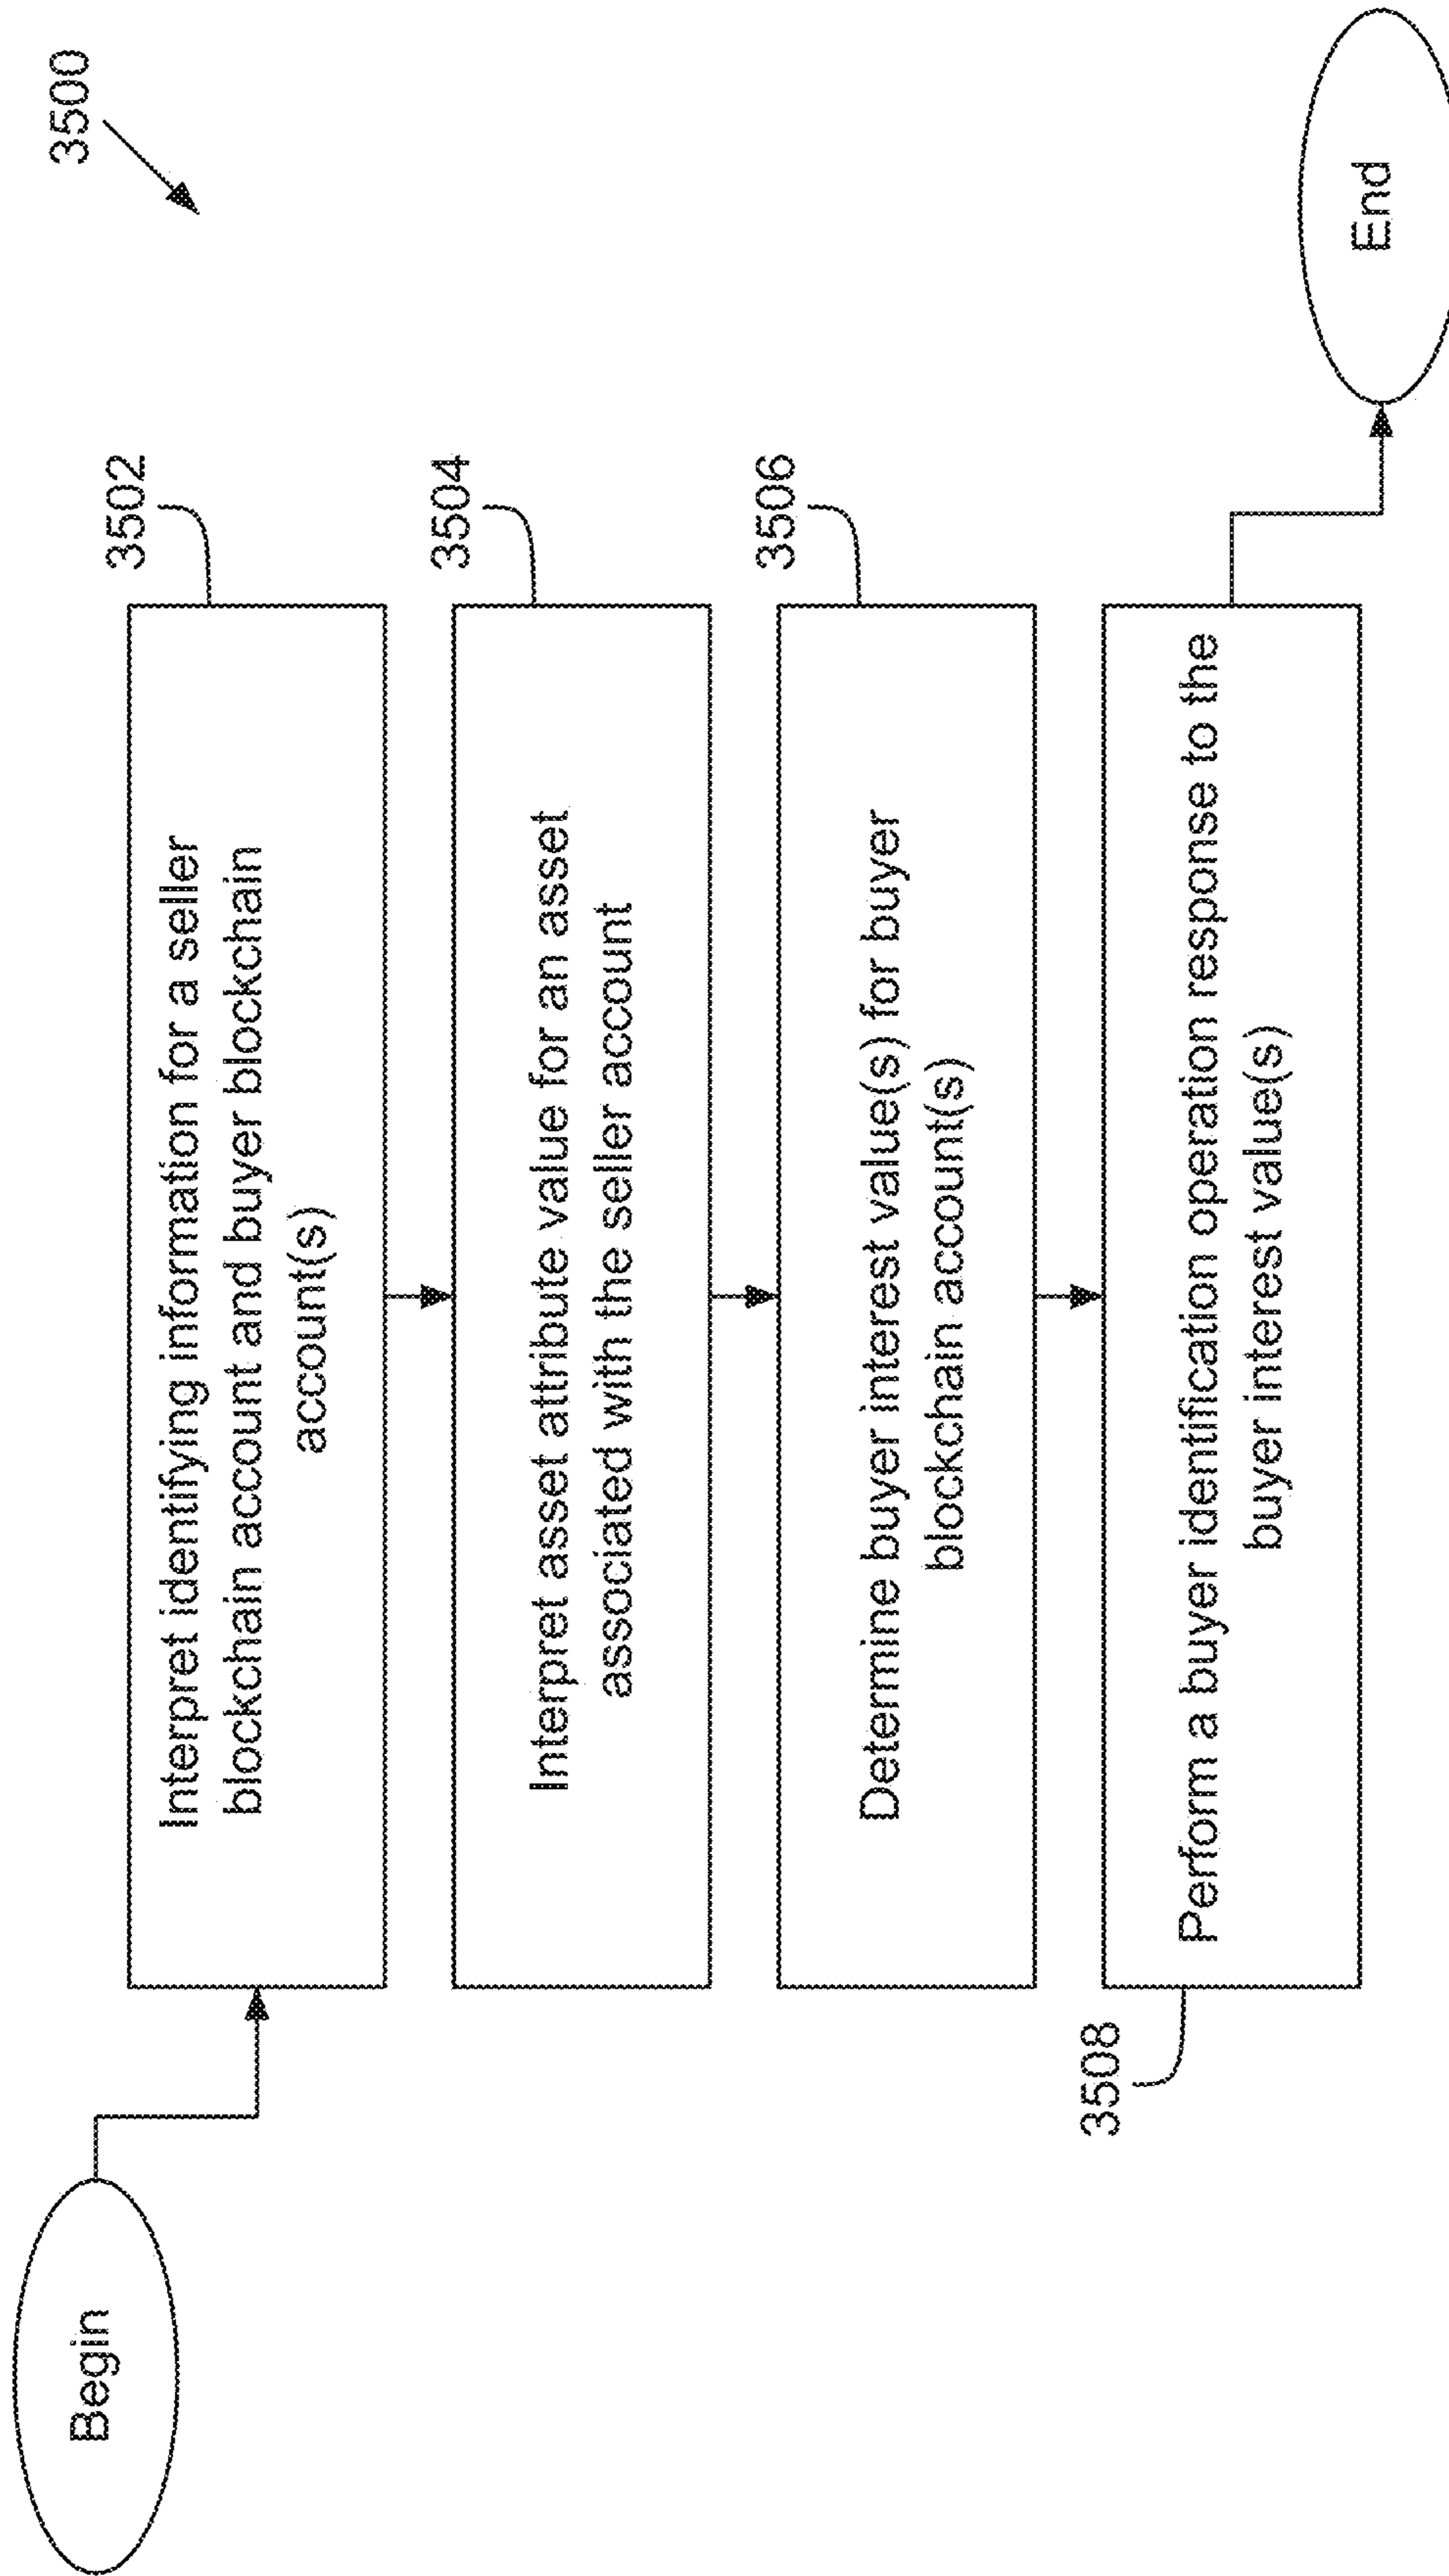 3500
Begin
3502
Interpret identifying information for a seller
blockchain account and buyer blockchain
account(s)
3504
Interpret asset attribute value for an asset
associated with the seller account
3506
Determine buyer interest value(s) for buyer
blockchain account(s)
3508
Perform a buyer identification operation response to the
buyer interest value(s)
End